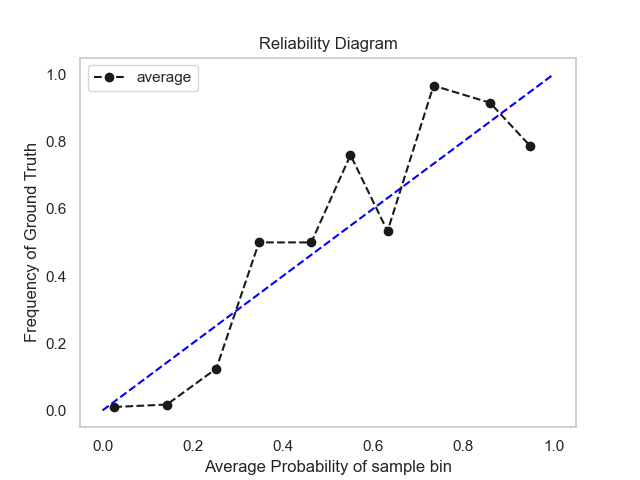 Reliability Diagram
average
1.0
0.8
0.6
0.4
0.2
0.0
Frequency of Ground Truth
0.0 0.2 0.4 0.6 0.8 1.0
Average Probability of sample bin